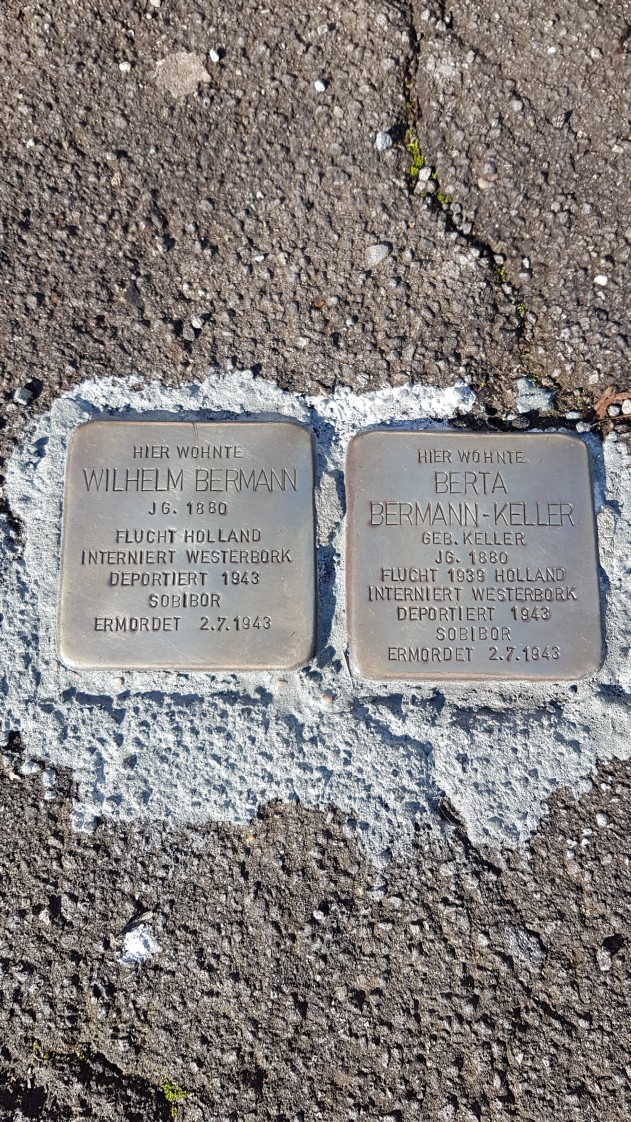 HIER WOHNTE
WILHELM BERMANN
JG. 1880
FLUCHT HOLLAND
INTERNIERT WESTERBORK
DEPORTIERT 1943
SOBIBOR
ERMORDET 2.7.1943
HIER WOHNTE
BERTA
BERMANN-KELLER
GEB. KELLER
JG. 1880
FLUCHT 1939 HOLLAND
INTERNIERT WESTERBORK
DEPORTIERT 1943
SOBIBOR
ERMORDET 2.7.1943